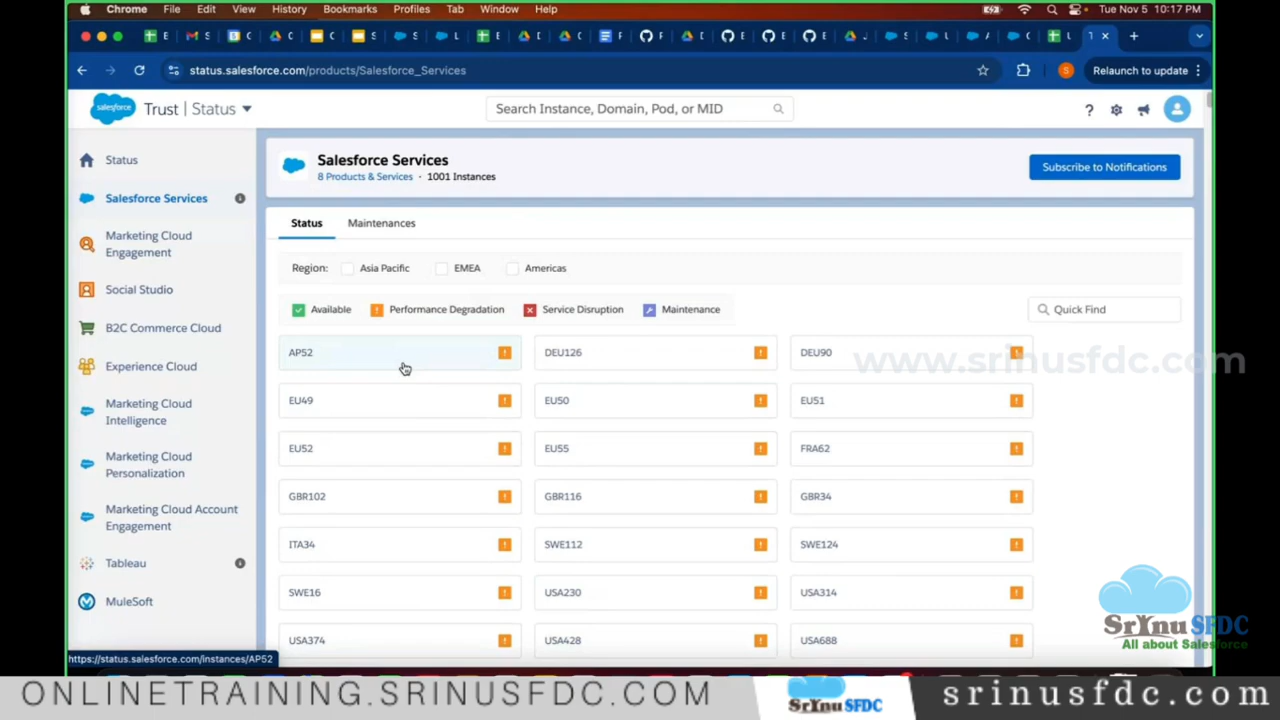 Chrome File Edit View History Bookmarks Profiles Tab Window Help
Tue Nov 5 10:17 PM
status.salesforce.com/products/Salesforce_Services
Relaunch to update
salesforce
Trust | Status
Search Instance, Domain, Pod, or MID
Status
Salesforce Services
Marketing Cloud
Engagement
Social Studio
B2C Commerce Cloud
Experience Cloud
Marketing Cloud
Intelligence
Marketing Cloud
Personalization
Marketing Cloud Account
Engagement
Tableau
MuleSoft
Salesforce Services
8 Products & Services · 1001 Instances
Subscribe to Notifications
Status Maintenances
Region: Asia Pacific EMEA Americas
Available Performance Degradation Service Disruption Maintenance
Quick Find
AP52 DEU126 DEU90
www.srinusfdc.com
EU49 EU50 EU51
EU52 EU55 FRA62
GBR102 GBR116 GBR34
ITA34 SWE112 SWE124
SWE16 USA230 USA314
USA374 USA428 USA688
SrYnu SFDC
All about Salesforce
https://status.salesforce.com/instances/AP52
ONLINETRAINING.SRINUSFDC.COM
SrYnu SFDC
srinusfdc.com